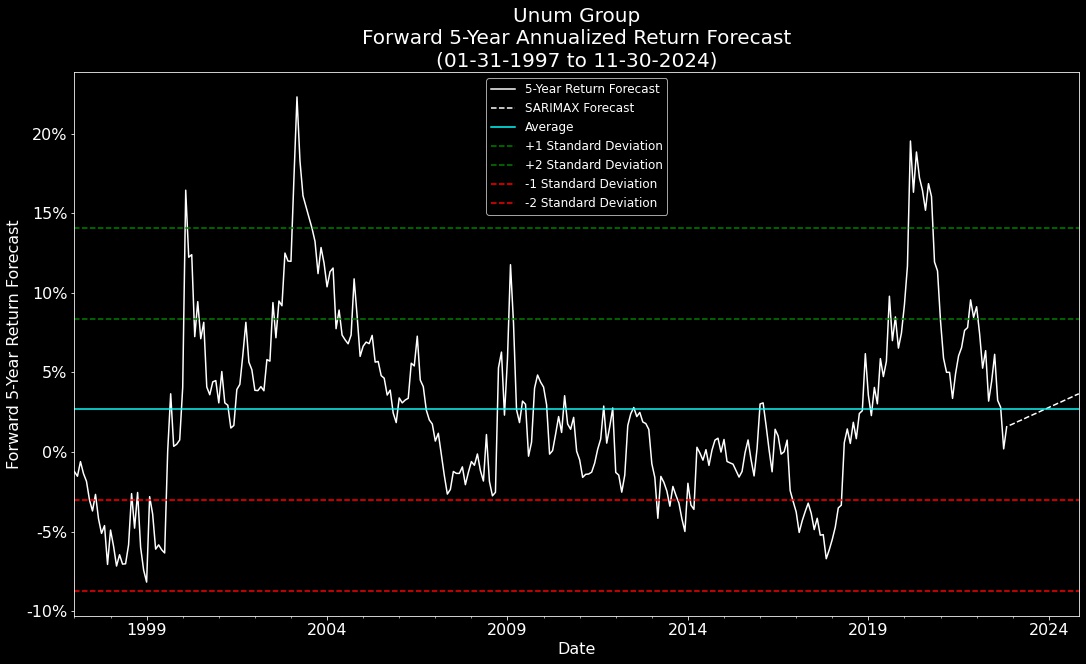 Unum Group
Forward 5-Year Annualized Return Forecast
(01-31-1997 to 11-30-2024)
5-Year Return Forecast
SARIMAX Forecast
Average
+1 Standard Deviation
+2 Standard Deviation
-1 Standard Deviation
-2 Standard Deviation
Forward 5-Year Return Forecast
20%
15%
10%
5%
0%
-5%
-10%
1999 2004 2009 2014 2019 2024
Date